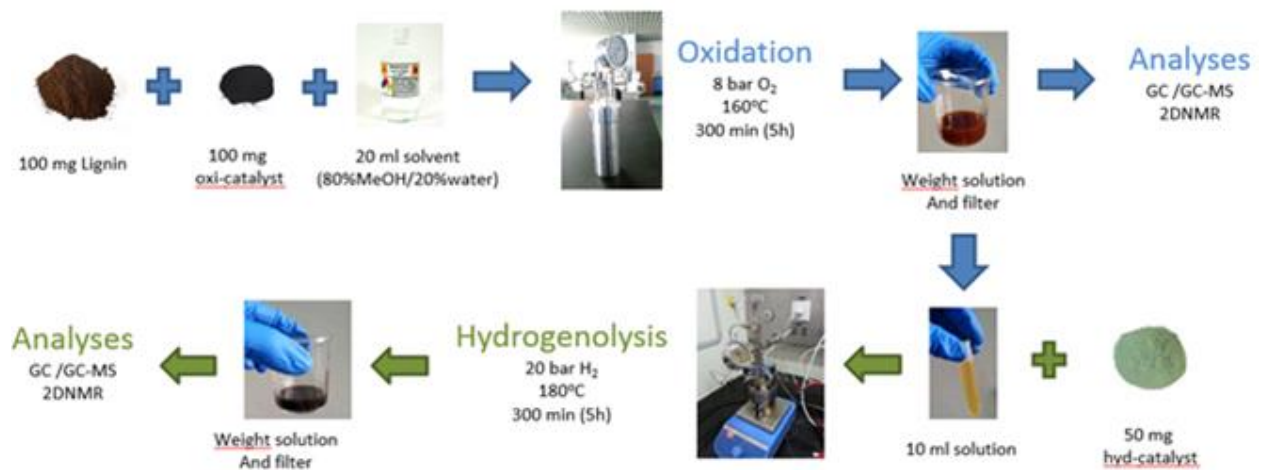 Oxidation
8 bar O₂
160ºC
300 min (5h)
Analyses
GC /GC-MS
2DNMR
100 mg Lignin
100 mg
oxi-catalyst
20 ml solvent
(80%MeOH/20%water)
Weight solution
And filter
Analyses
GC /GC-MS
2DNMR
Weight solution
And filter
Hydrogenolysis
20 bar H₂
180ºC
300 min (5h)
10 ml solution
50 mg
hyd-catalyst